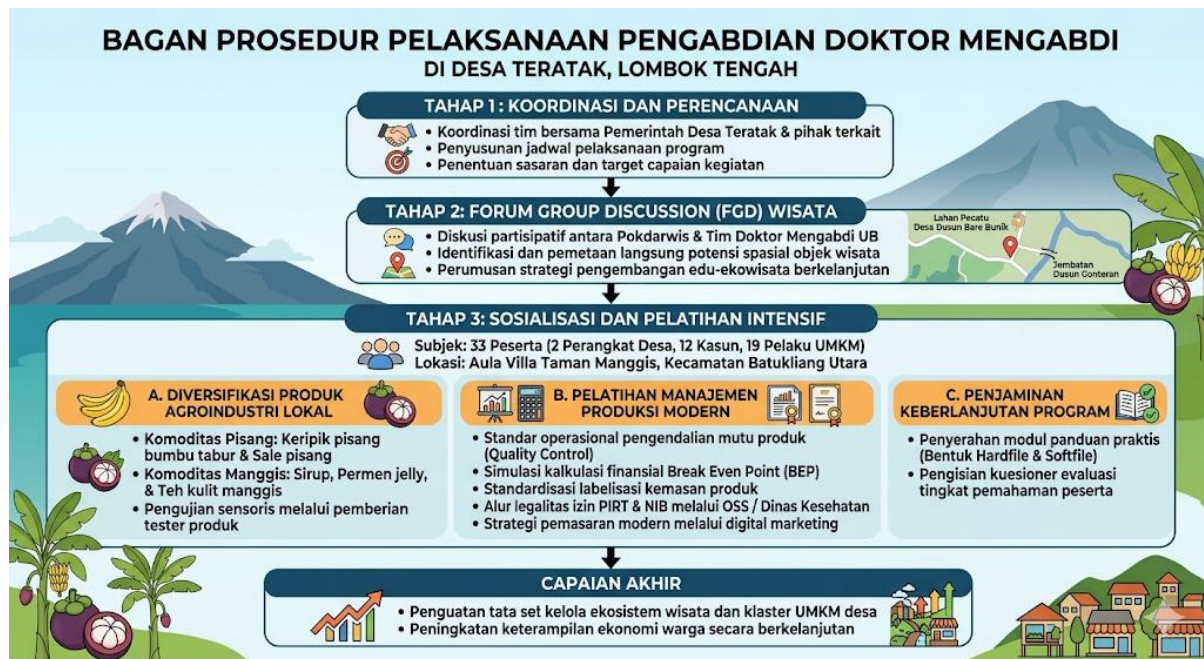 BAGAN PROSEDUR PELAKSANAAN PENGABDIAN DOKTOR MENGABDI
DI DESA TERATAK, LOMBOK TENGAH
TAHAP 1 : KOORDINASI DAN PERENCANAAN
• Koordinasi tim bersama Pemerintah Desa Teratak & pihak terkait
• Penyusunan jadwal pelaksanaan program
• Penentuan sasaran dan target capaian kegiatan
TAHAP 2: FORUM GROUP DISCUSSION (FGD) WISATA
• Diskusi partisipatif antara Pokdarwis & Tim Doktor Mengabdi UB
• Identifikasi dan pemetaan langsung potensi spasial objek wisata
• Perumusan strategi pengembangan edu-ekowisata berkelanjutan
Lahan Pecatu
Desa Dusun Bare Bunik
Jembatan
Dusun Gonteran
TAHAP 3: SOSIALISASI DAN PELATIHAN INTENSIF
Subjek: 33 Peserta (2 Perangkat Desa, 12 Kasun, 19 Pelaku UMKM)
Lokasi: Aula Villa Taman Manggis, Kecamatan Batukliang Utara
A. DIVERSIFIKASI PRODUK
AGROINDUSTRI LOKAL
• Komoditas Pisang: Keripik pisang
bumbu tabur & Sale pisang
• Komoditas Manggis: Sirup, Permen jelly,
& Teh kulit manggis
• Pengujian sensoris melalui pemberian
tester produk
B. PELATIHAN MANAJEMEN
PRODUKSI MODERN
• Standar operasional pengendalian mutu produk
(Quality Control)
• Simulasi kalkulasi finansial Break Even Point (BEP)
• Standardisasi labelisasi kemasan produk
• Alur legalitas izin PIRT & NIB melalui OSS / Dinas Kesehatan
• Strategi pemasaran modern melalui digital marketing
C. PENJAMINAN
KEBERLANJUTAN PROGRAM
• Penyerahan modul panduan praktis
(Bentuk Hardfile & Softfile)
• Pengisian kuesioner evaluasi
tingkat pemahaman peserta
CAPAIAN AKHIR
• Penguatan tata set kelola ekosistem wisata dan klaster UMKM desa
• Peningkatan keterampilan ekonomi warga secara berkelanjutan